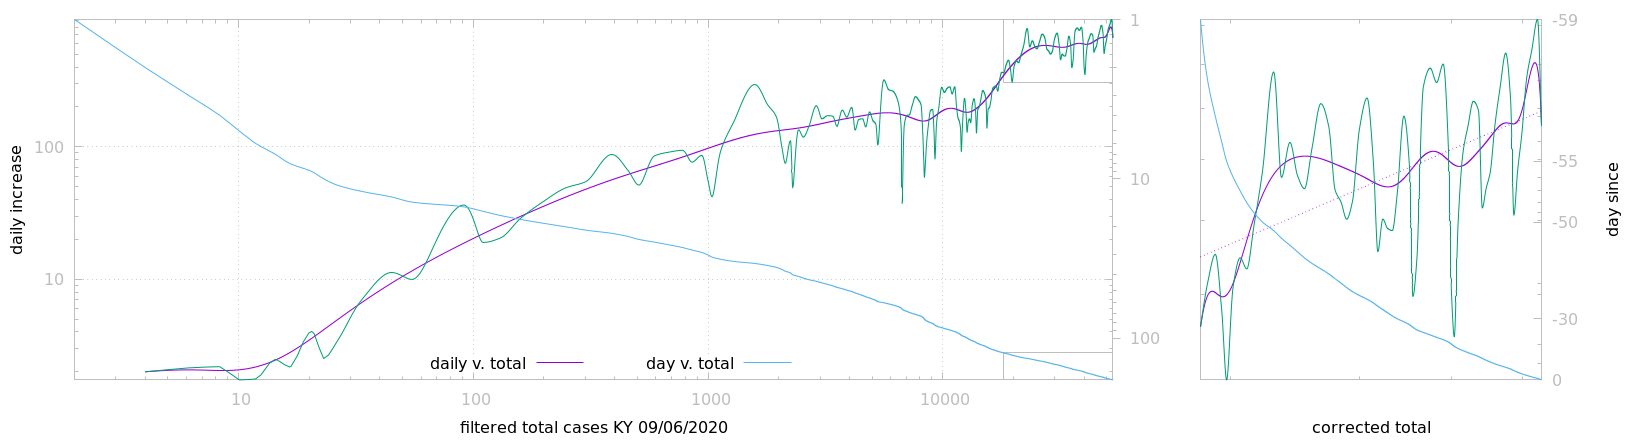 daily increase
100
10
10
100
1000
10000
1
10
100
daily v. total
day v. total
filtered total cases KY 09/06/2020
-59
-55
-50
-30
0
day since
corrected total